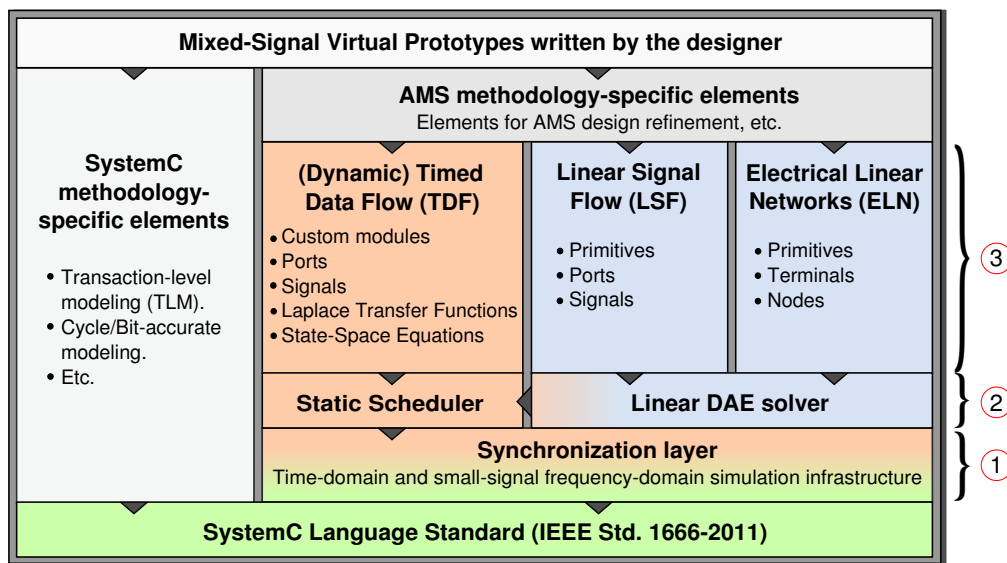 Mixed-Signal Virtual Prototypes written by the designer
AMS methodology-specific elements
Elements for AMS design refinement, etc.
SystemC
methodology-
specific elements
• Transaction-level
modeling (TLM).
• Cycle/Bit-accurate
modeling.
• Etc.
(Dynamic) Timed
Data Flow (TDF)
• Custom modules
• Ports
• Signals
• Laplace Transfer Functions
• State-Space Equations
Linear Signal
Flow (LSF)
• Primitives
• Ports
• Signals
Electrical Linear
Networks (ELN)
• Primitives
• Terminals
• Nodes
3
Static Scheduler
Linear DAE solver
2
Synchronization layer
Time-domain and small-signal frequency-domain simulation infrastructure
1
SystemC Language Standard (IEEE Std. 1666-2011)